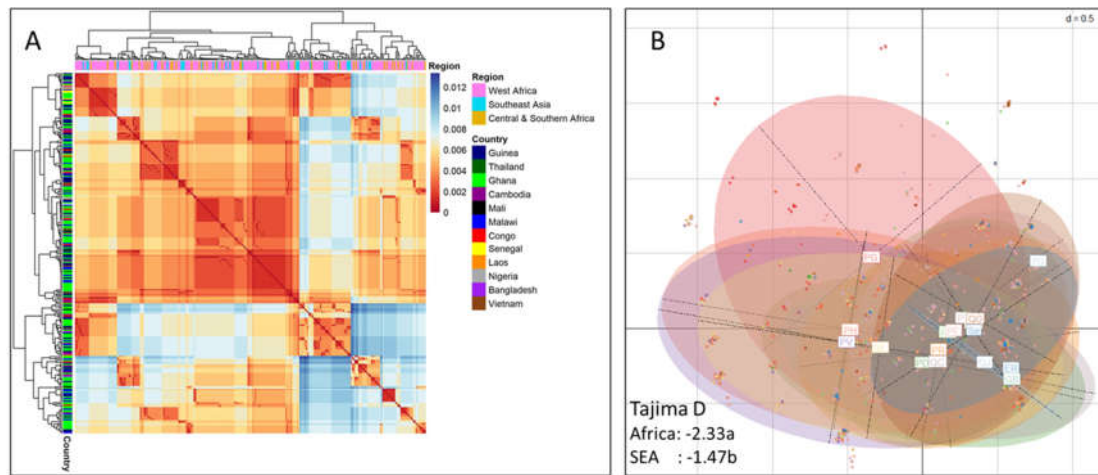 A
Region
0.012
0.01
0.008
0.006
0.004
0.002
0
Region
West Africa
Southeast Asia
Central & Southern Africa
Country
Guinea
Thailand
Ghana
Cambodia
Mali
Malawi
Congo
Senegal
Laos
Nigeria
Bangladesh
Vietnam
Country
B
d = 0.5
PH
PV
Tajima D
Africa: -2.33a
SEA : -1.47b